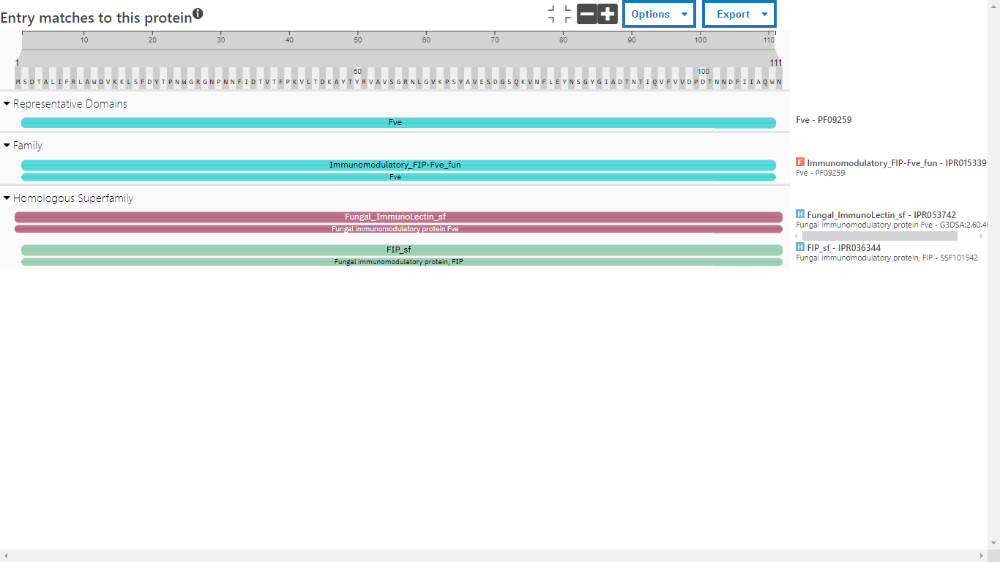 Entry matches to this protein
Options
Export
10 20 30 40 50 60 70 80 90 100 110
1 111
50 100
MSDTALIFRLAWDVKKLSFDYTPNWGRGNPNNFIDTVTFPKVLTDKAYTYRVAVSGRNLGVKPSYAVESDGSQKVNFLEYNSGYGIADTNTIQVFVVDPDTNNDFIIAQWN
Representative Domains
Fve
Fve - PF09259
Family
Immunomodulatory_FIP-Fve_fun
F Immunomodulatory_FIP-Fve_fun - IPR015339
Fve
Fve - PF09259
Homologous Superfamily
Fungal_ImmunoLectin_sf
H Fungal_ImmunoLectin_sf - IPR053742
Fungal immunomodulatory protein Fve
Fungal immunomodulatory protein Fve - G3DSA:2.60.4
FIP_sf
H FIP_sf - IPR036344
Fungal immunomodulatory protein, FIP
Fungal immunomodulatory protein, FIP - SSF101542